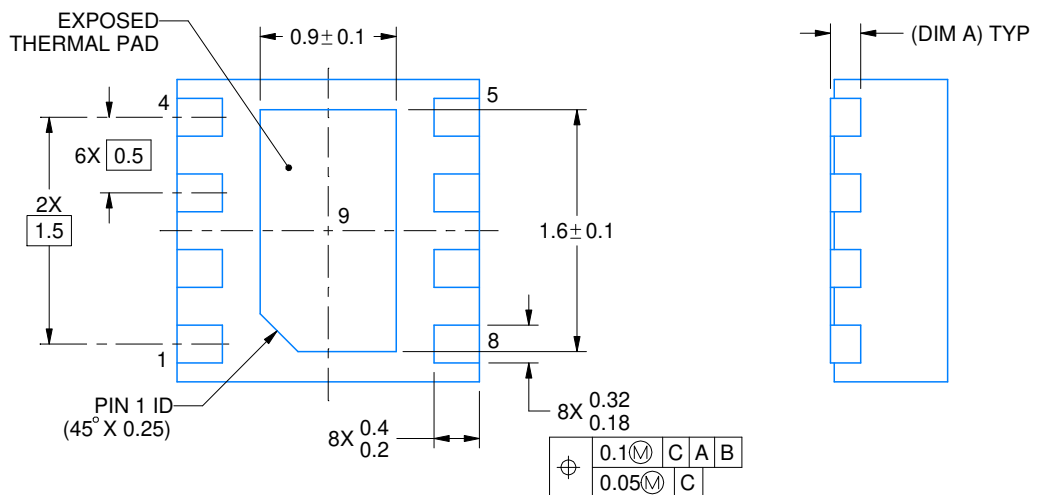 EXPOSED
THERMAL PAD
0.9± 0.1
(DIM A) TYP
4
5
6X 0.5
2X
1.5
9
1.6± 0.1
1
8
PIN 1 ID
(45° X 0.25)
8X 0.4
0.2
8X 0.32
0.18
⌖ 0.1Ⓜ C A B
0.05Ⓜ C